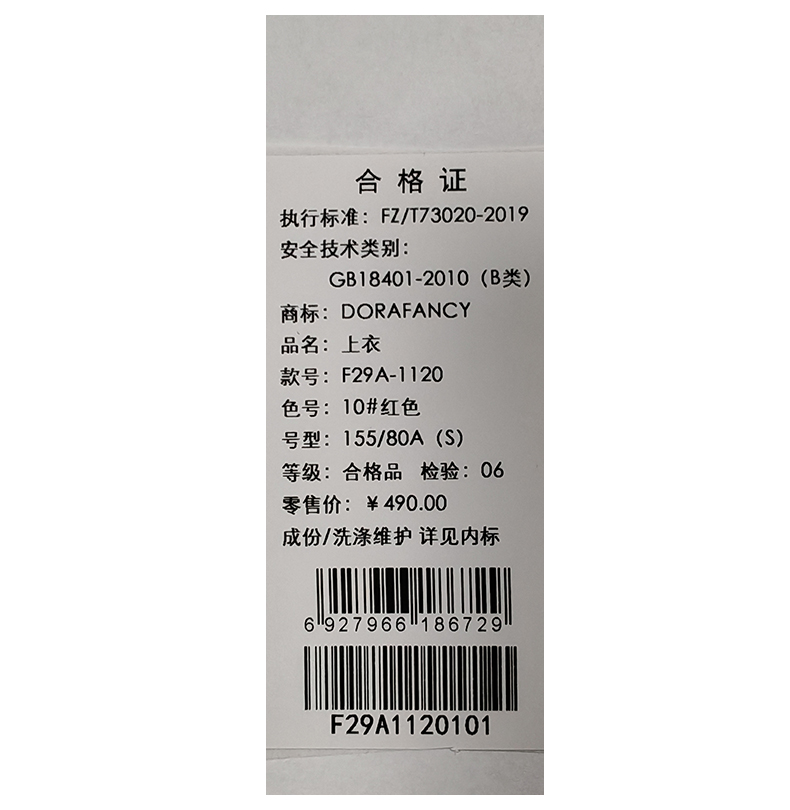 合格证
执行标准：FZ/T73020-2019
安全技术类别：
GB18401-2010（B类）
商标：DORAFANCY
品名：上衣
款号：F29A-1120
色号：10#红色
号型：155/80A（S）
等级：合格品 检验：06
零售价：￥490.00
成份/洗涤维护 详见内标
6 927966 186729
F29A1120101